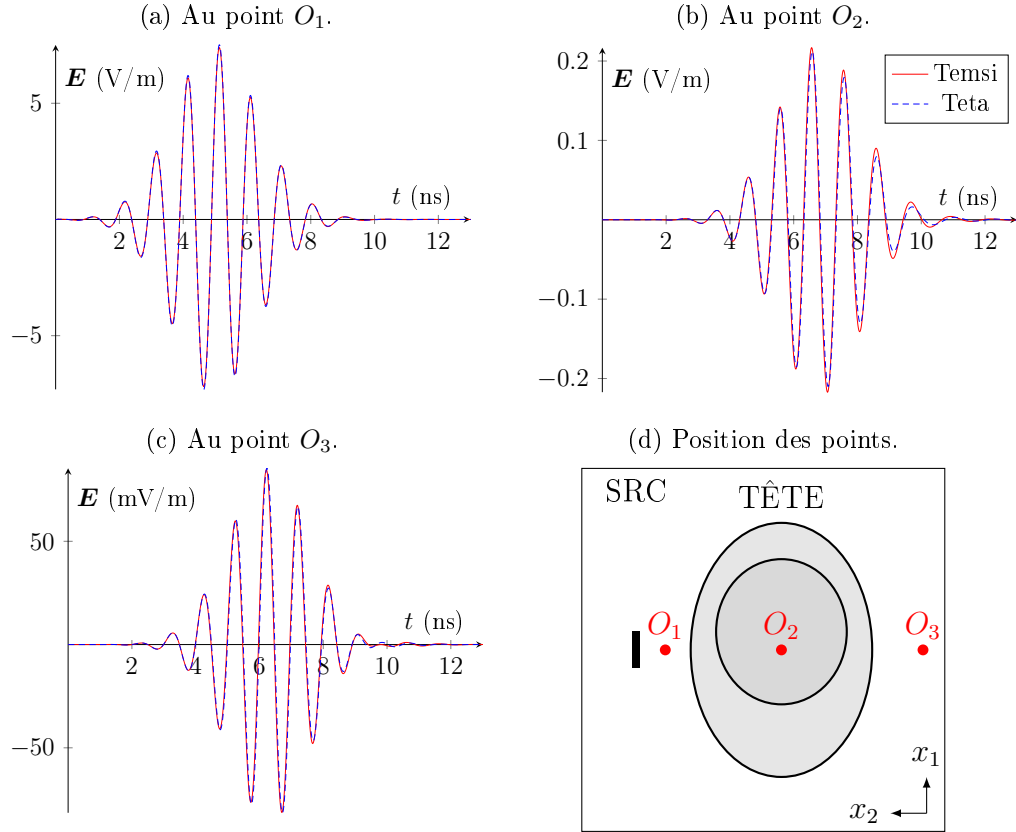 (a) Au point O₁.
E (V/m)
5
−5
t (ns)
2 4 6 8 10 12
(b) Au point O₂.
E (V/m)
0.2
0.1
−0.1
−0.2
t (ns)
2 4 6 8 10 12
Temsi
Teta
(c) Au point O₃.
E (mV/m)
50
−50
t (ns)
2 4 6 8 10 12
(d) Position des points.
SRC
TÊTE
O₁ O₂ O₃
x₁
x₂